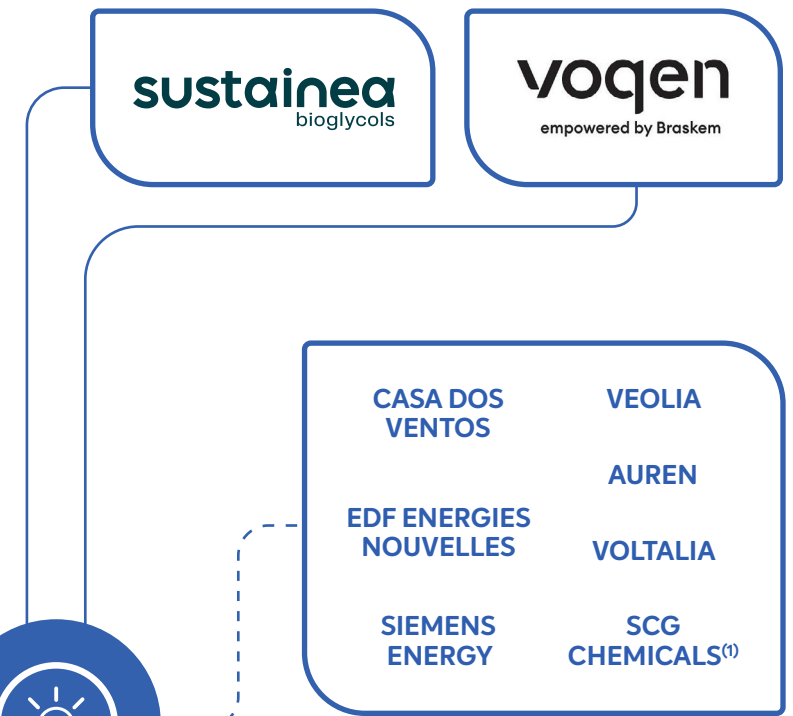 sustainea
bioglycols
voqen
empowered by Braskem
CASA DOS
VENTOS
EDF ENERGIES
NOUVELLES
SIEMENS
ENERGY
VEOLIA
AUREN
VOLTALIA
SCG
CHEMICALS(1)